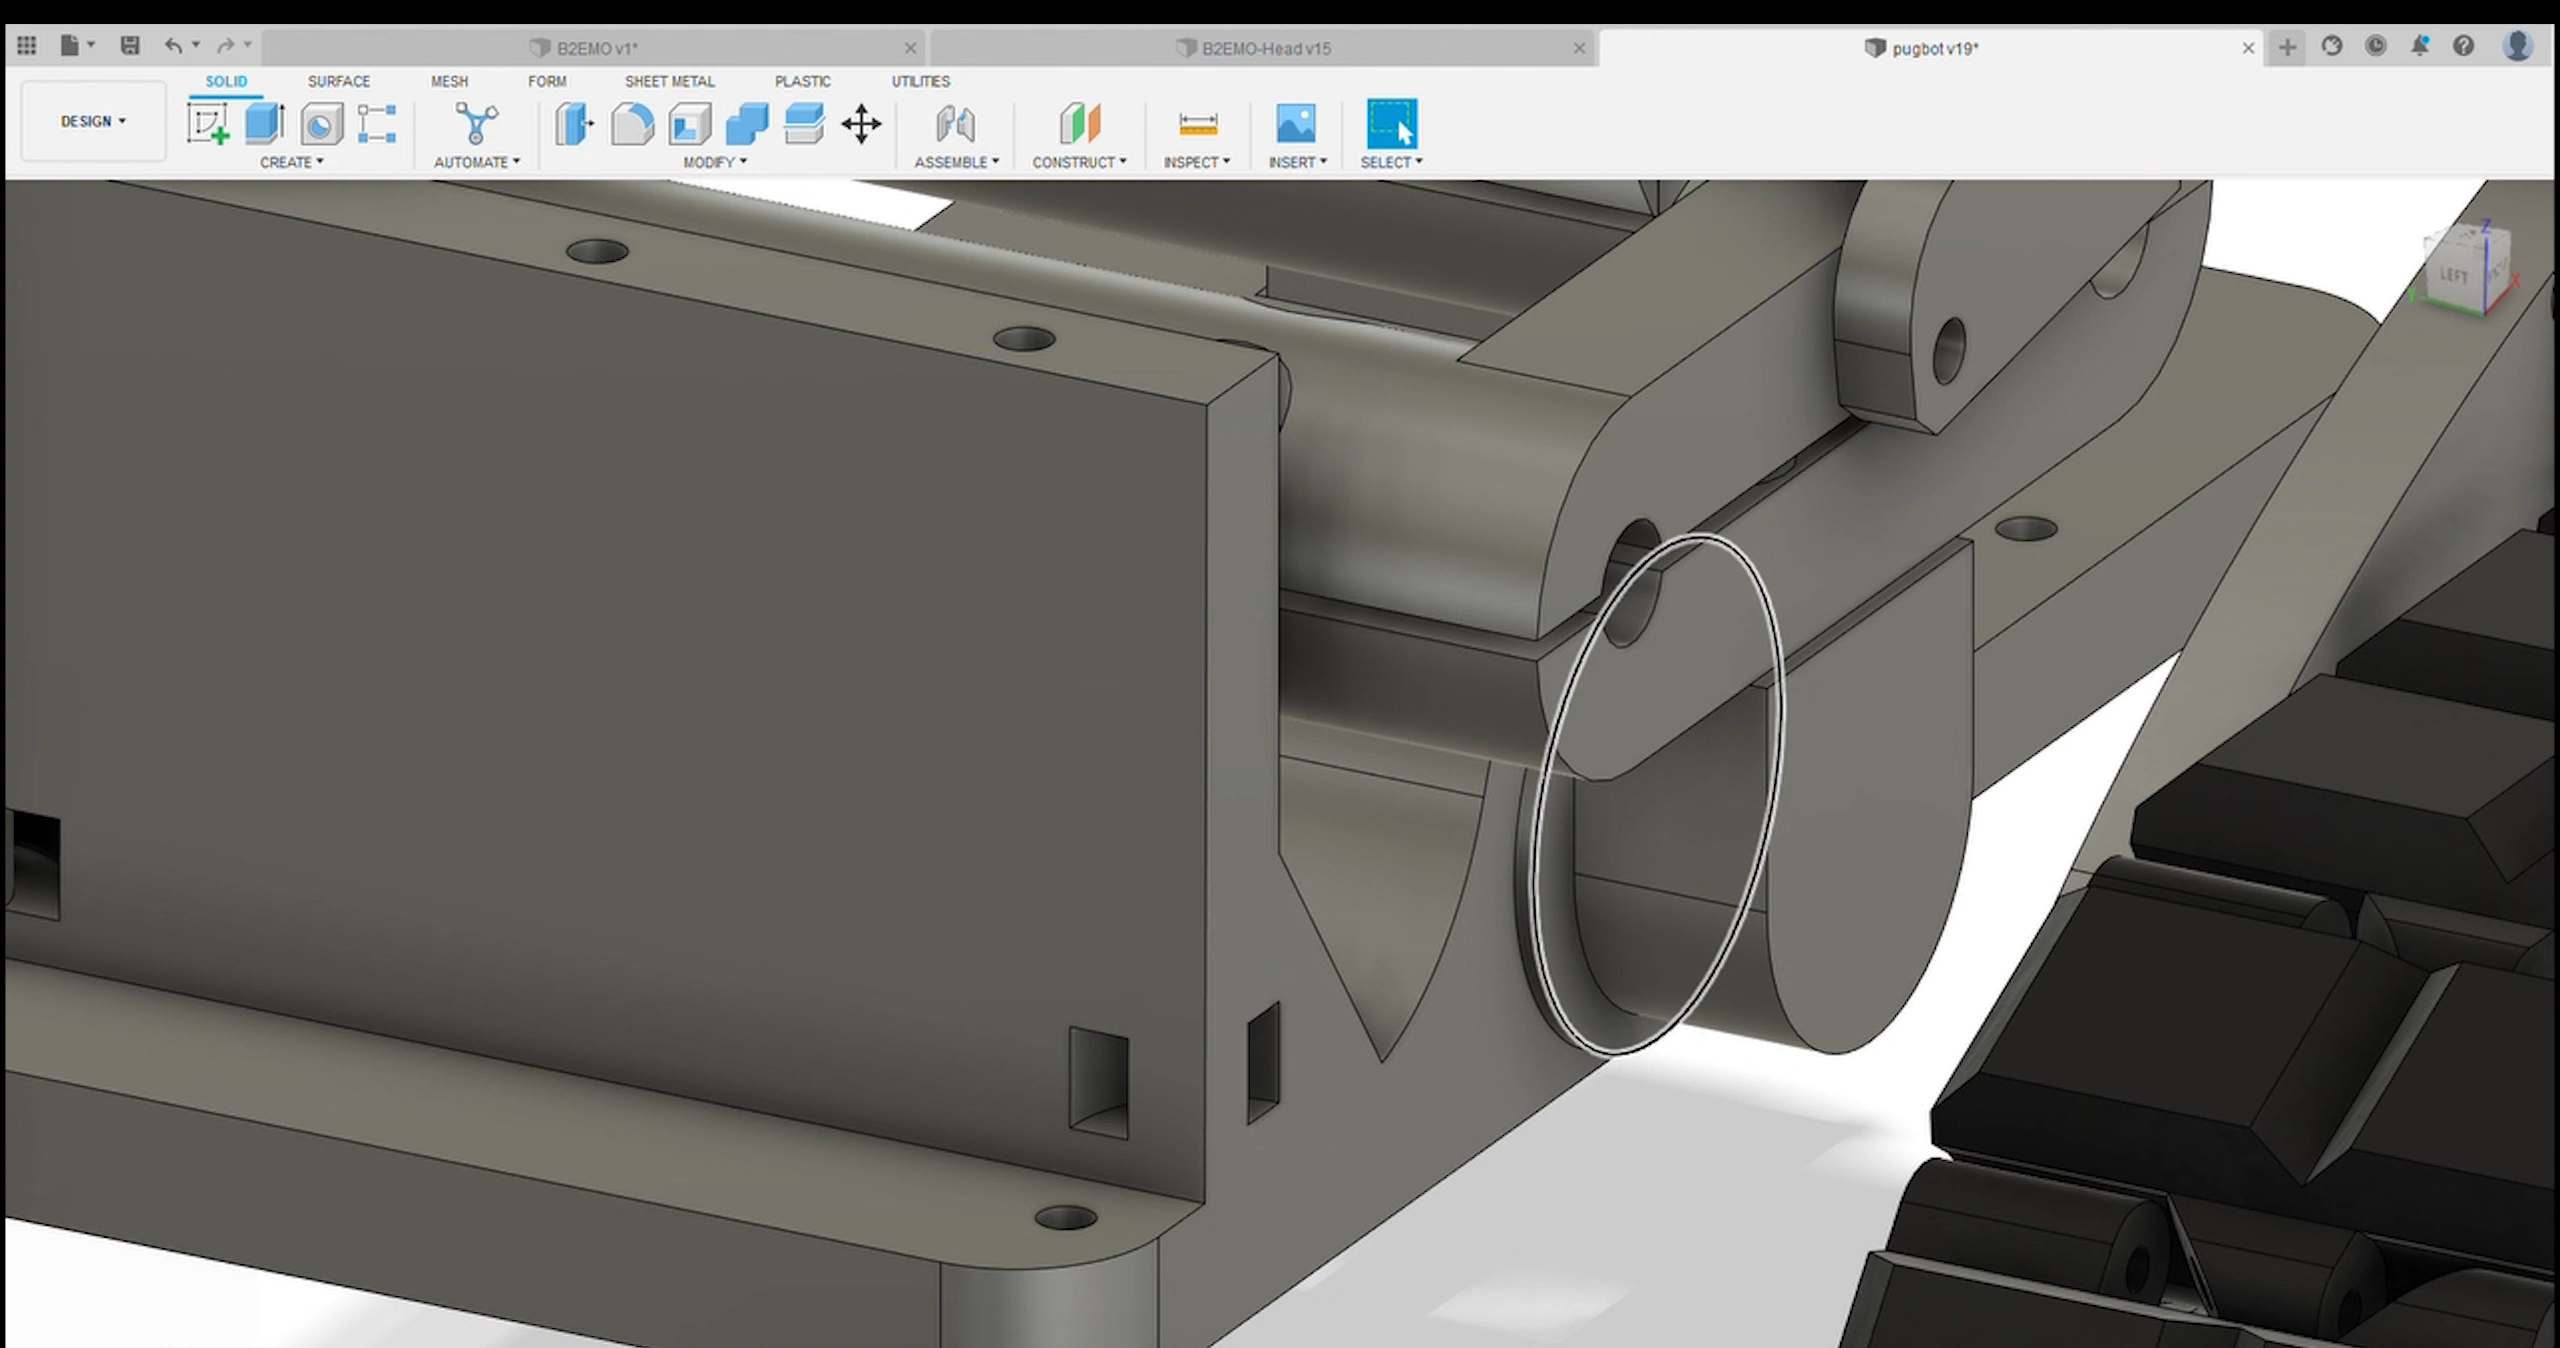 B2EMO v1*
B2EMO-Head v15
pugbot v19*
SOLID SURFACE MESH FORM SHEET METAL PLASTIC UTILITIES
DESIGN
CREATE AUTOMATE MODIFY ASSEMBLE CONSTRUCT INSPECT INSERT SELECT
Z
LEFT
X
Y